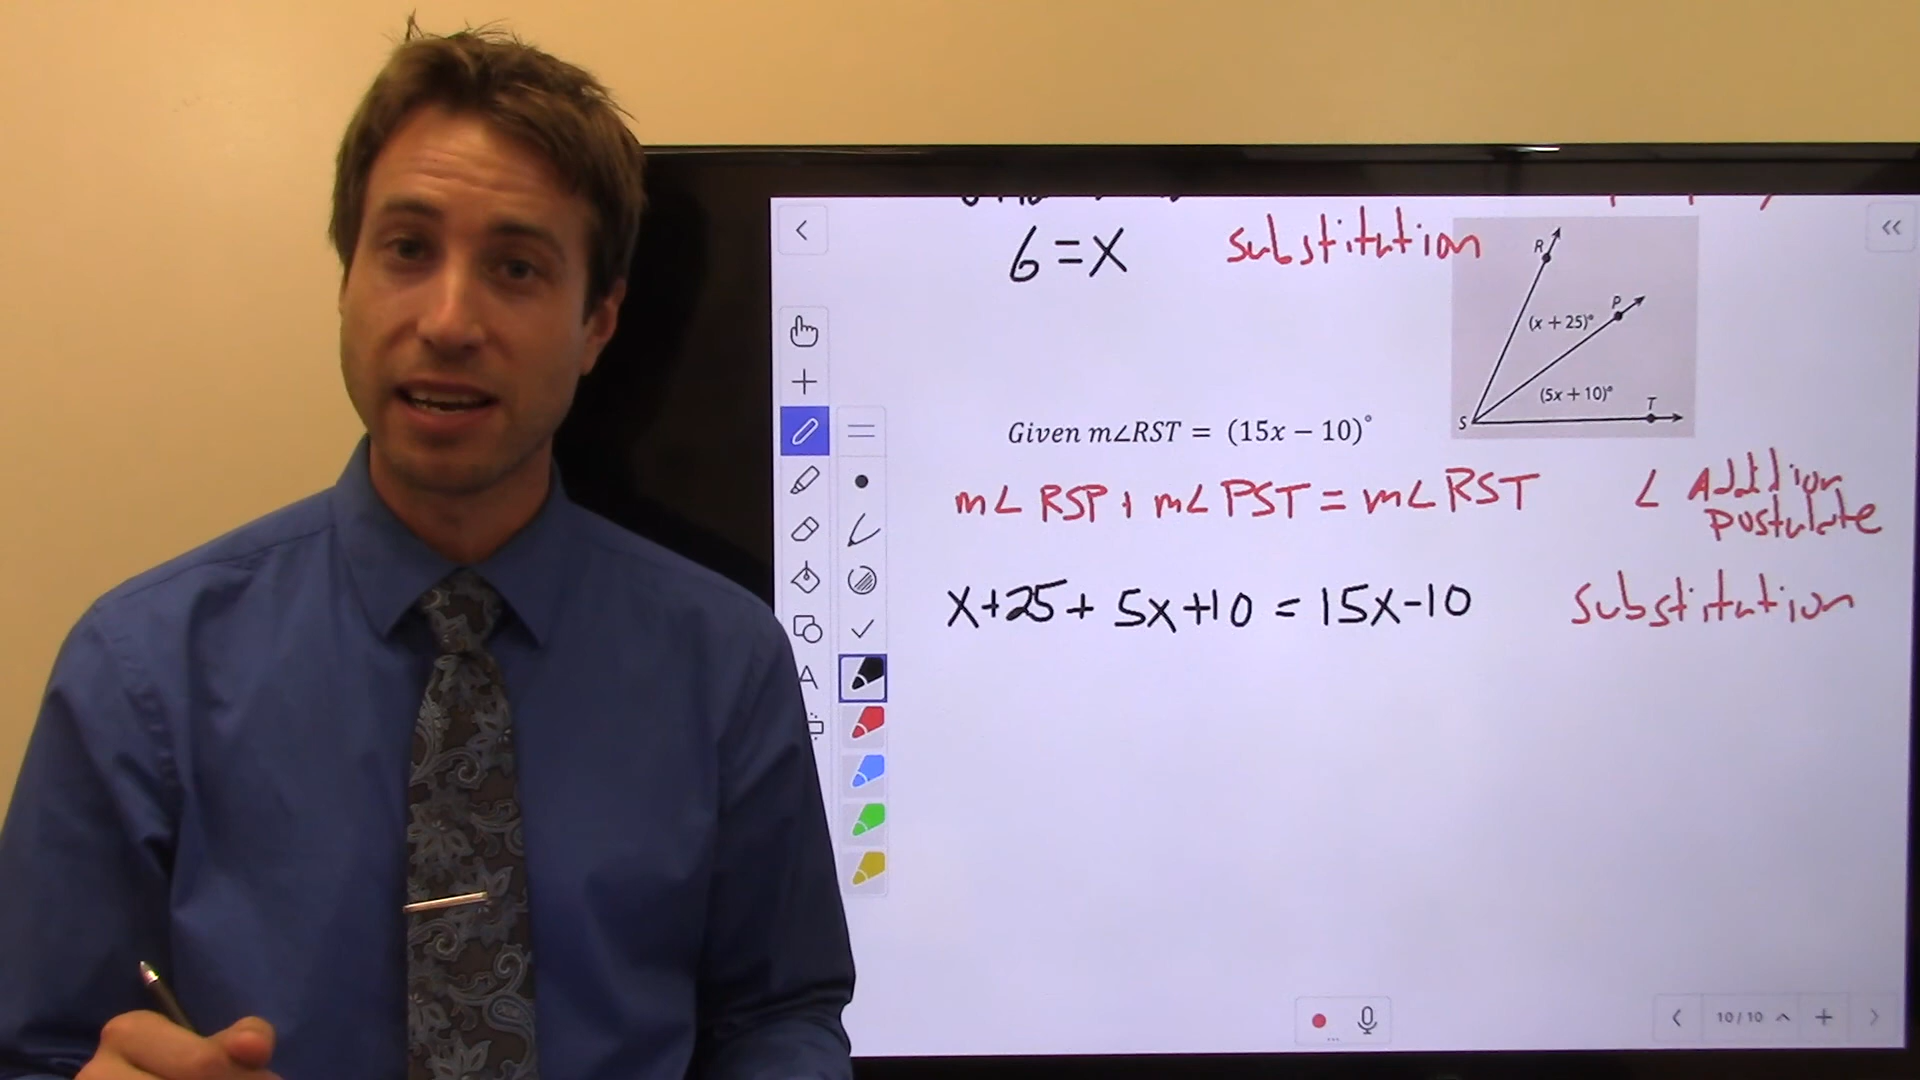 6 = x substitution
R
P
(x + 25)°
(5x + 10)°
S
T
Given m∠RST = (15x − 10)°
m∠ RSP + m∠ PST = m∠ RST ∠ Addition
postulate
x+25 + 5x+10 = 15x-10 substitution
A
10/10